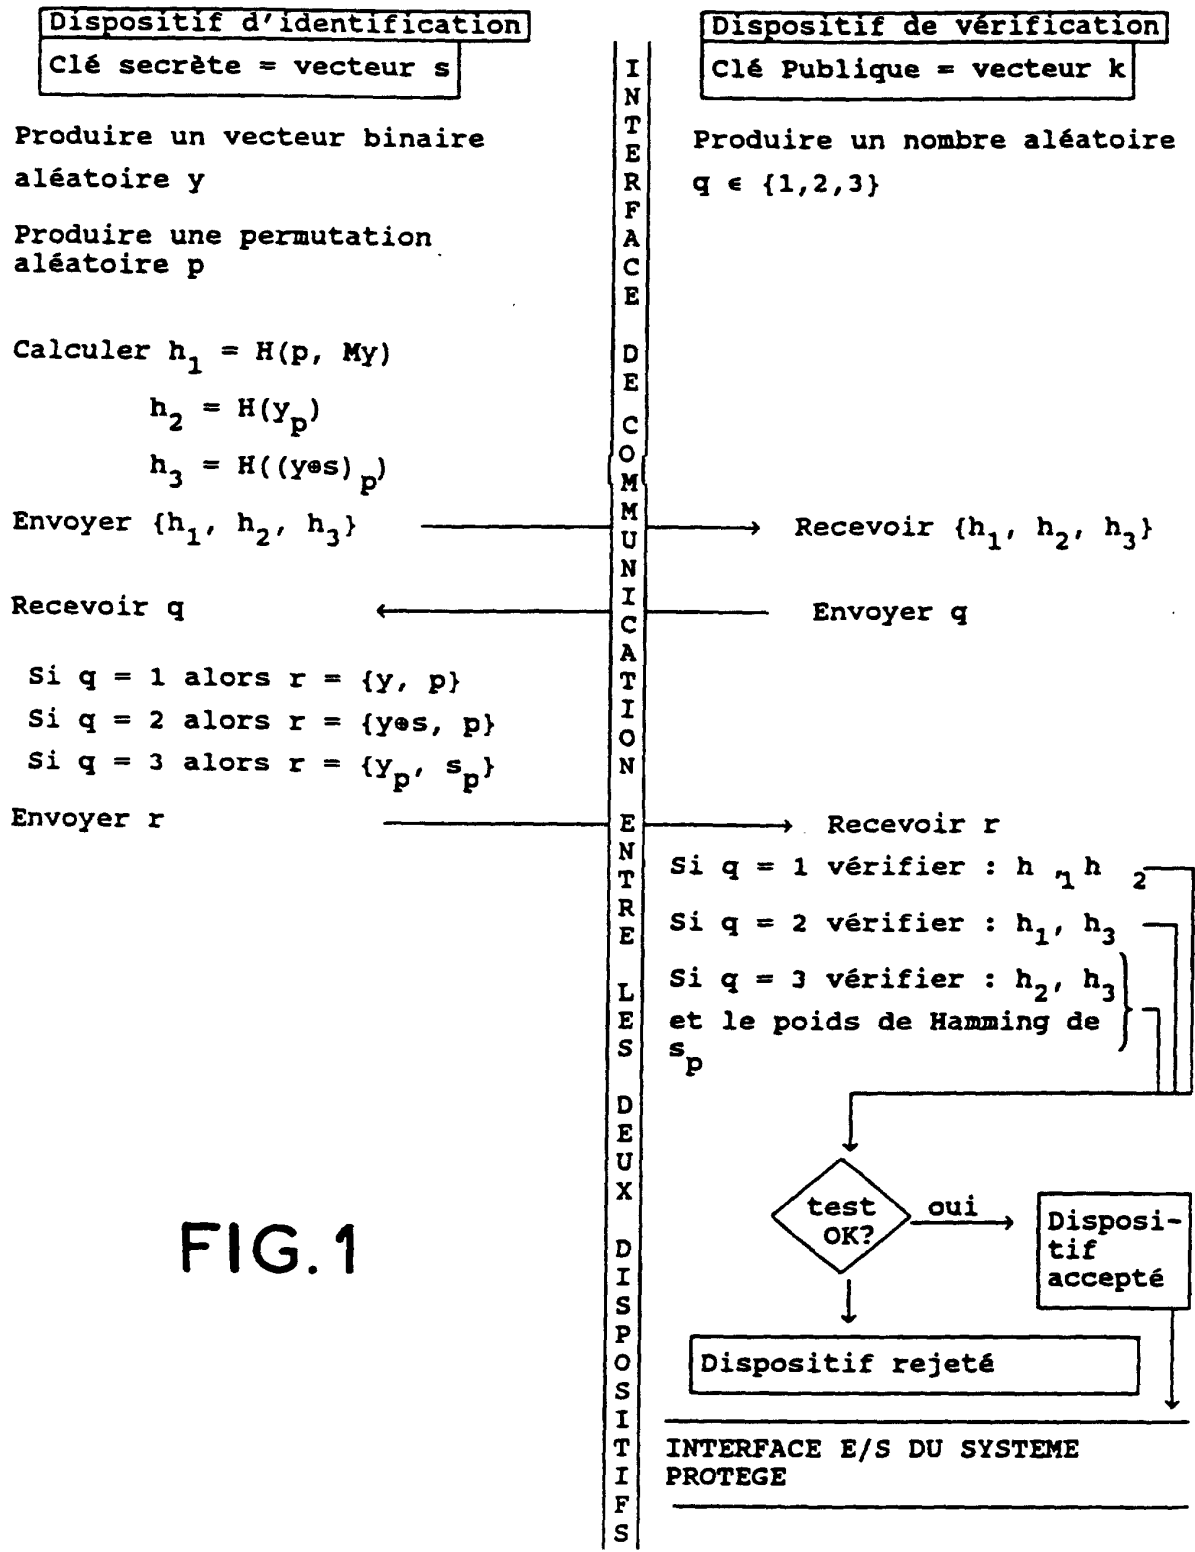 Dispositif d'identification
Clé secrète = vecteur s
Produire un vecteur binaire
aléatoire y
Produire une permutation
aléatoire p
Calculer h1 = H(p, My)
h2 = H(yp)
h3 = H((y⊕s)p)
Envoyer {h1, h2, h3}
Recevoir q
Si q = 1 alors r = {y, p}
Si q = 2 alors r = {y⊕s, p}
Si q = 3 alors r = {yp, sp}
Envoyer r
INTERFACE DE COMMUNICATION ENTRE LES DEUX DISPOSITIFS
Dispositif de vérification
Clé Publique = vecteur k
Produire un nombre aléatoire
q ∈ {1,2,3}
Recevoir {h1, h2, h3}
Envoyer q
Recevoir r
Si q = 1 vérifier : h ,1 h 2
Si q = 2 vérifier : h1, h3
Si q = 3 vérifier : h2, h3
et le poids de Hamming de
sp
test
OK?
oui
Disposi-
tif
accepté
Dispositif rejeté
INTERFACE E/S DU SYSTEME
PROTEGE
FIG.1